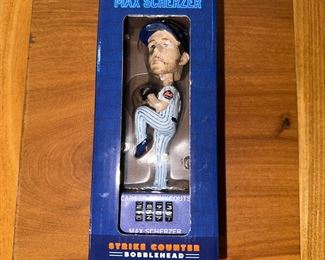 MAX SCHERZER
CAREER STRIKEOUTS
MAX SCHERZER
STRIKE COUNTER
BOBBLEHEAD